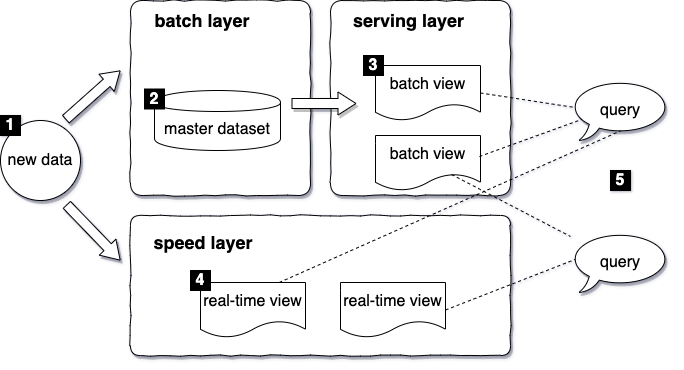 batch layer
serving layer
3
batch view
2
master dataset
query
1
new data
batch view
5
speed layer
query
4
real-time view
real-time view